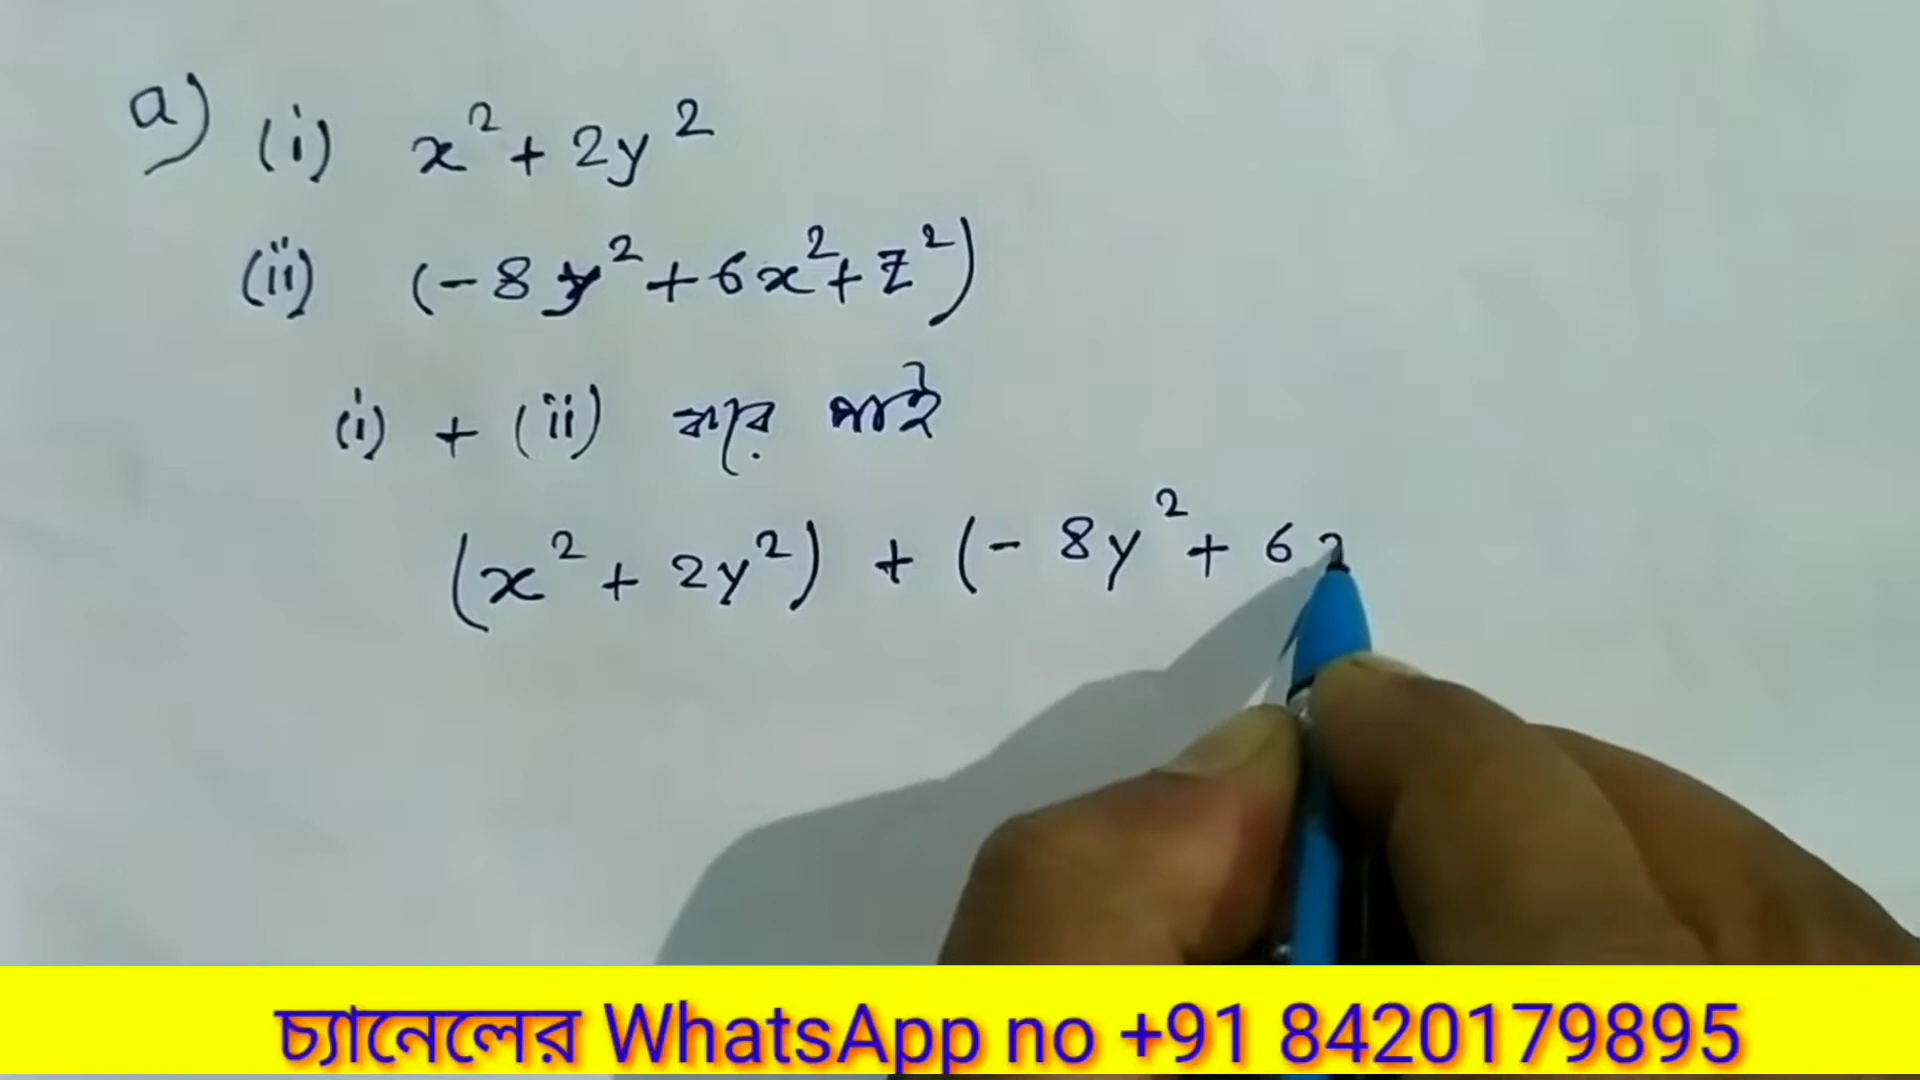 a) (i) x² + 2y²
(ii) (-8y² + 6x² + z²)
(i) + (ii) করে পাই
(x² + 2y²) + (- 8y² + 6
চ্যানেলের WhatsApp no +91 8420179895